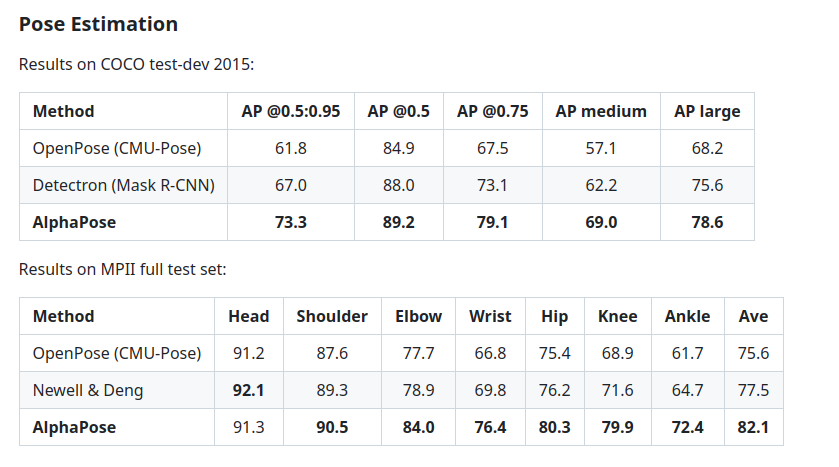 Pose Estimation
Results on COCO test-dev 2015:
Method AP @0.5:0.95 AP @0.5 AP @0.75 AP medium AP large
OpenPose (CMU-Pose) 61.8 84.9 67.5 57.1 68.2
Detectron (Mask R-CNN) 67.0 88.0 73.1 62.2 75.6
AlphaPose 73.3 89.2 79.1 69.0 78.6
Results on MPII full test set:
Method Head Shoulder Elbow Wrist Hip Knee Ankle Ave
OpenPose (CMU-Pose) 91.2 87.6 77.7 66.8 75.4 68.9 61.7 75.6
Newell & Deng 92.1 89.3 78.9 69.8 76.2 71.6 64.7 77.5
AlphaPose 91.3 90.5 84.0 76.4 80.3 79.9 72.4 82.1